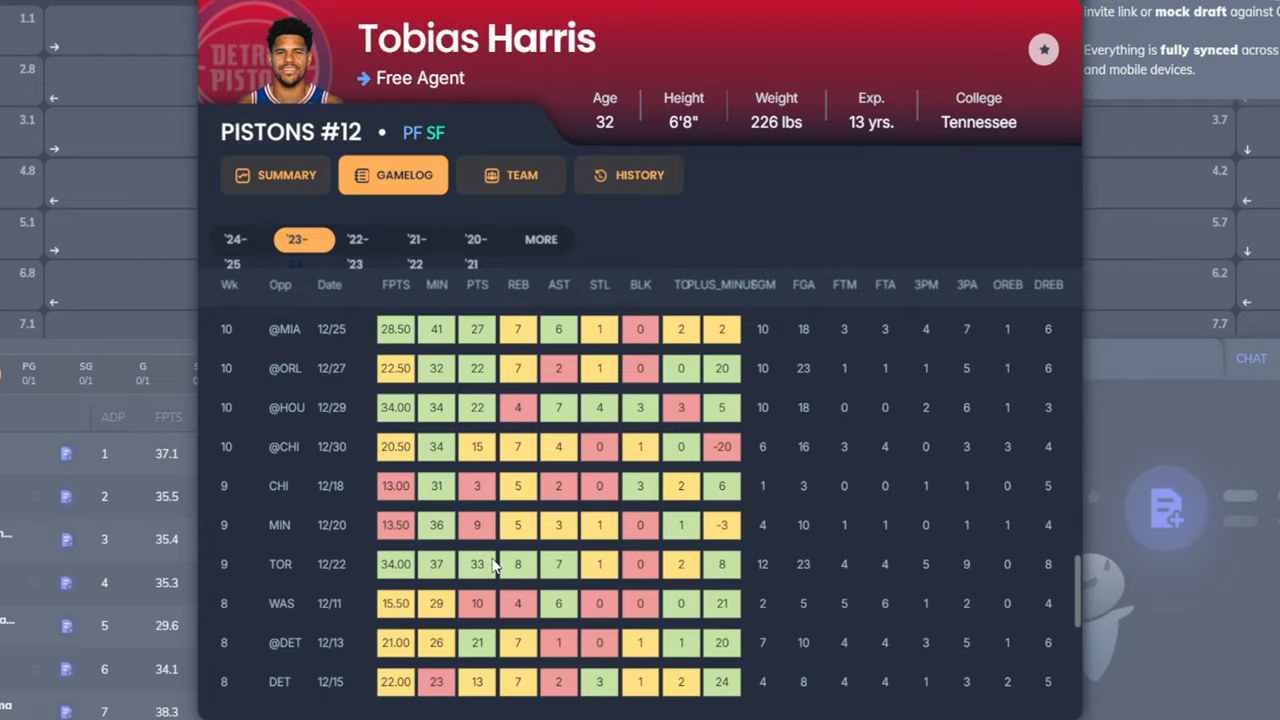 1.1
2.8
3.1
4.8
5.1
6.8
7.1
PG SG G
0/1 0/1 0/1
ADP FPTS
1 37.1
2 35.5
3 35.4
4 35.3
5 29.6
6 34.1
7 38.3
DETROIT PISTONS
Tobias Harris
Free Agent
Age Height Weight Exp. College
32 6'8" 226 lbs 13 yrs. Tennessee
PISTONS #12 • PF SF
SUMMARY GAMELOG TEAM HISTORY
'24-'25 '23-24 '22-'23 '21-'22 '20-'21 MORE
Wk Opp Date FPTS MIN PTS REB AST STL BLK TO PLUS_MINUS FGM FGA FTM FTA 3PM 3PA OREB DREB
10 @MIA 12/25 28.50 41 27 7 6 1 0 2 2 10 18 3 3 4 7 1 6
10 @ORL 12/27 22.50 32 22 7 2 1 0 0 20 10 23 1 1 1 5 1 6
10 @HOU 12/29 34.00 34 22 4 7 4 3 3 5 10 18 0 0 2 6 1 3
10 @CHI 12/30 20.50 34 15 7 4 0 1 0 -20 6 16 3 4 0 3 3 4
9 CHI 12/18 13.00 31 3 5 2 0 3 2 6 1 3 0 0 1 1 0 5
9 MIN 12/20 13.50 36 9 5 3 1 0 1 -3 4 10 1 1 0 1 1 4
9 TOR 12/22 34.00 37 33 8 7 1 0 2 8 12 23 4 4 5 9 0 8
8 WAS 12/11 15.50 29 10 4 6 0 0 0 21 2 5 5 6 1 2 0 4
8 @DET 12/13 21.00 26 21 7 1 0 1 1 20 7 10 4 4 3 5 1 6
8 DET 12/15 22.00 23 13 7 2 3 1 2 24 4 8 4 4 1 3 2 5
invite link or mock draft against
Everything is fully synced across
and mobile devices.
3.7
4.2
5.7
6.2
7.7
CHAT